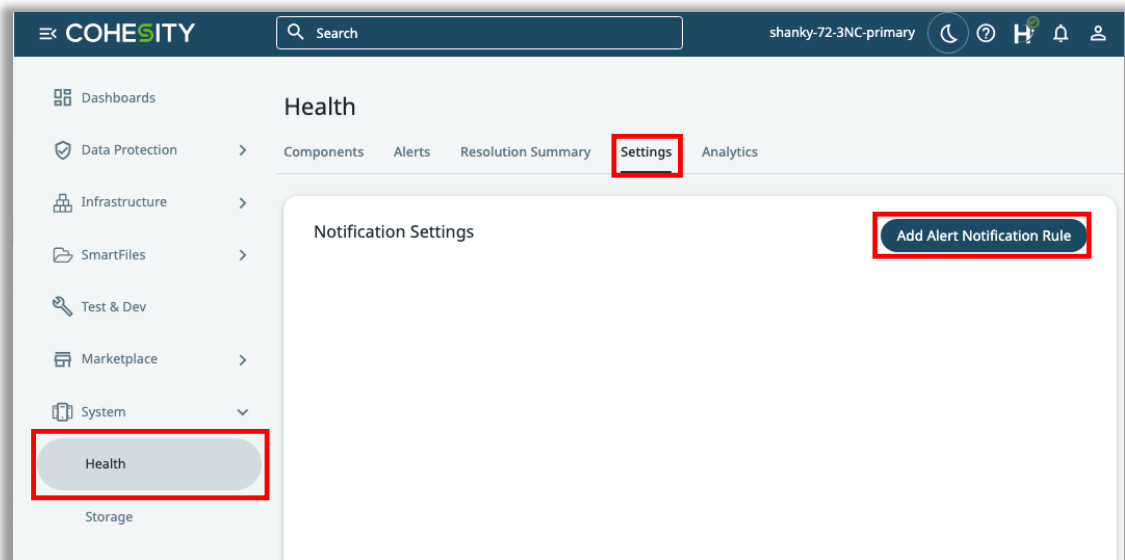 COHESITY
Search
shanky-72-3NC-primary
Dashboards
Data Protection
Infrastructure
SmartFiles
Test & Dev
Marketplace
System
Health
Storage
Health
Components Alerts Resolution Summary Settings Analytics
Notification Settings
Add Alert Notification Rule